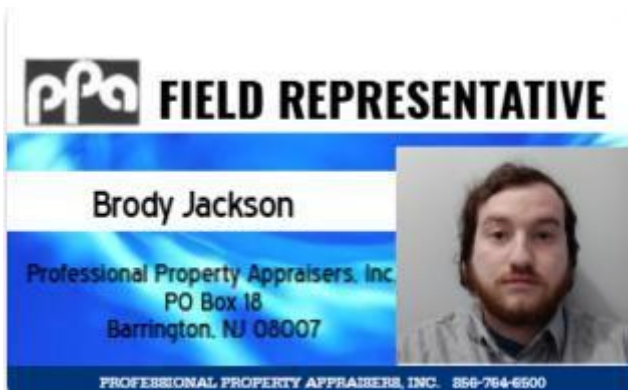 ppa FIELD REPRESENTATIVE
Brody Jackson
Professional Property Appraisers, Inc.
PO Box 18
Barrington, NJ 08007
PROFESSIONAL PROPERTY APPRAISERS, INC. 856-764-6500